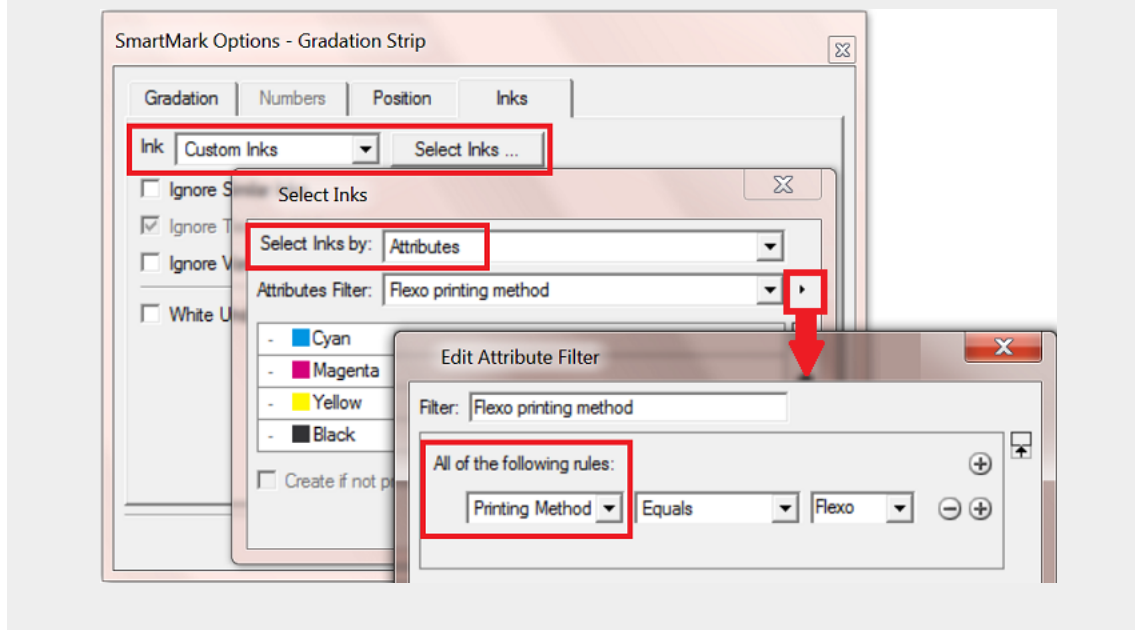 SmartMark Options - Gradation Strip
Gradation Numbers Position Inks
Ink Custom Inks Select Inks ...
Ignore S
Select Inks
Ignore T
Select Inks by: Attributes
Ignore V
Attributes Filter: Flexo printing method
White U
- Cyan
Edit Attribute Filter
- Magenta
- Yellow
Filter: Flexo printing method
- Black
All of the following rules:
Create if not p
Printing Method Equals Flexo